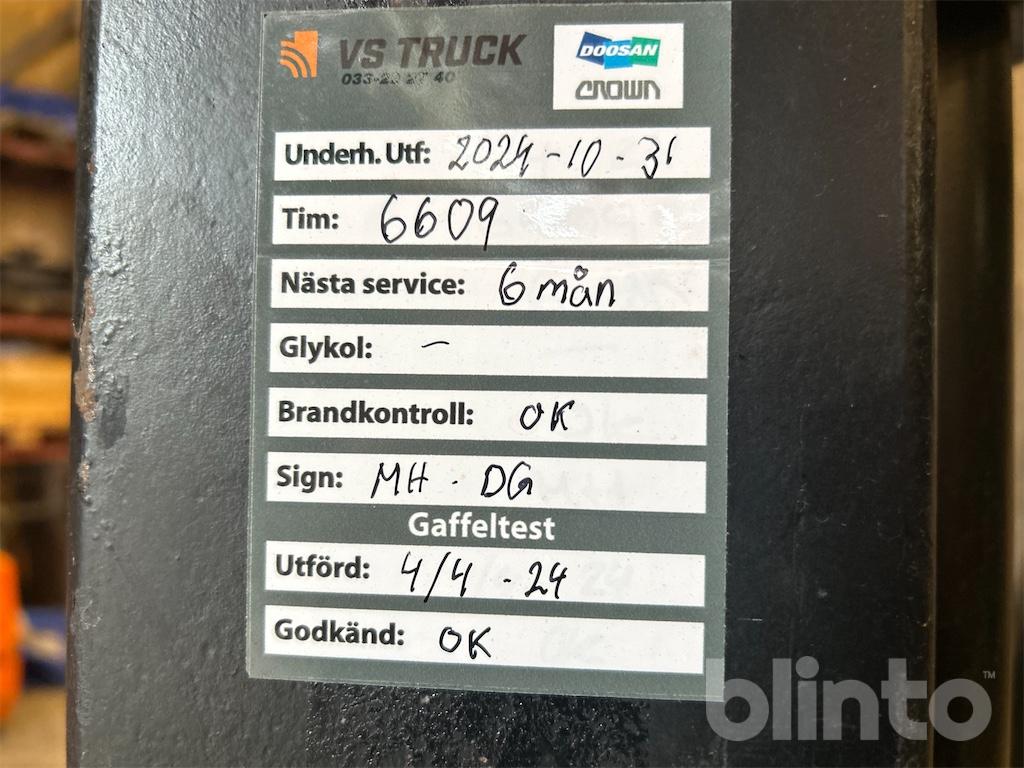 VS TRUCK
DOOSAN
CROWN
Underh. Utf: 2024-10-31
Tim: 6609
Nästa service: 6 mån
Glykol: -
Brandkontroll: OK
Sign: MH . DG
Gaffeltest
Utförd: 4/4 - 24
Godkänd: OK
blinto™